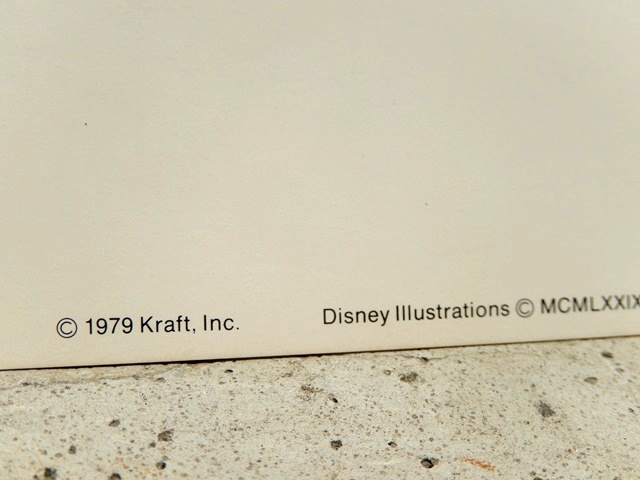 © 1979 Kraft, Inc.
Disney Illustrations © MCMLXXIX